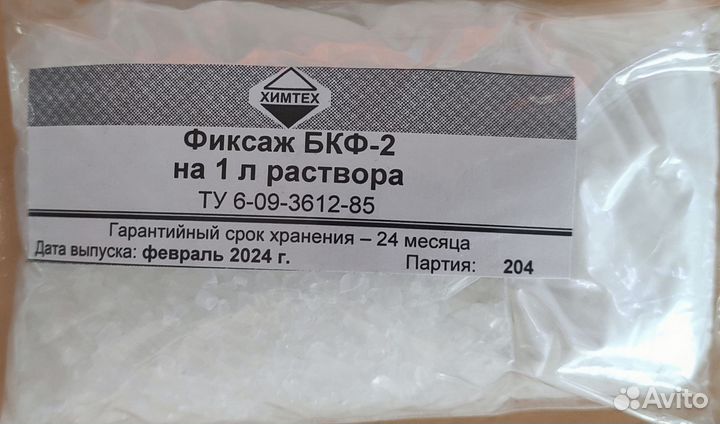 ХИМТЕХ
Фиксаж БКФ-2
на 1 л раствора
ТУ 6-09-3612-85
Гарантийный срок хранения – 24 месяца
Дата выпуска: февраль 2024 г. Партия: 204
Avito